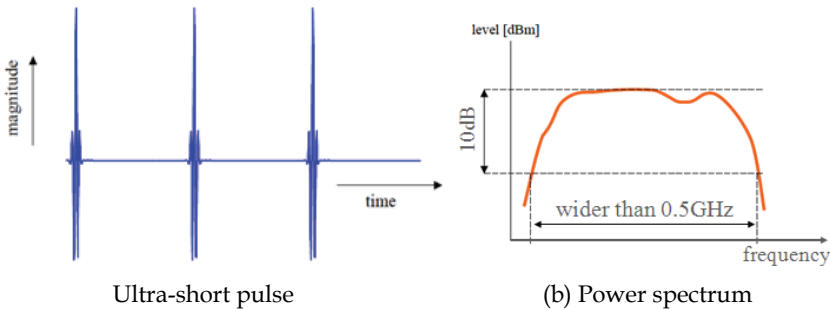 magnitude
time
Ultra-short pulse
level [dBm]
10dB
wider than 0.5GHz
frequency
(b) Power spectrum